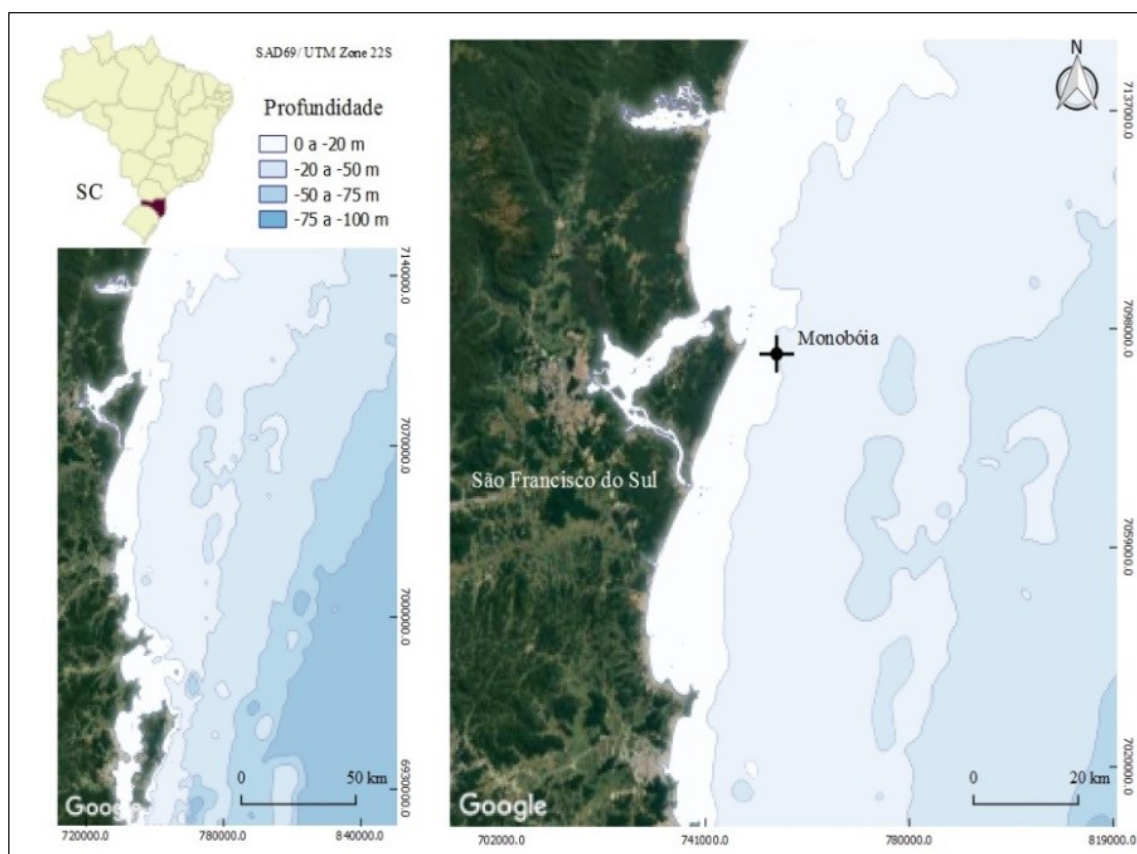 SAD69/ UTM Zone 22S
Profundidade
0 a -20 m
-20 a -50 m
-50 a -75 m
-75 a -100 m
SC
7140000.0
7070000.0
7000000.0
6930000.0
0 50 km
Google
720000.0 780000.0 840000.0
N
7137000.0
7098000.0
7059000.0
7020000.0
Monobóia
São Francisco do Sul
0 20 km
Google
702000.0 741000.0 780000.0 819000.0